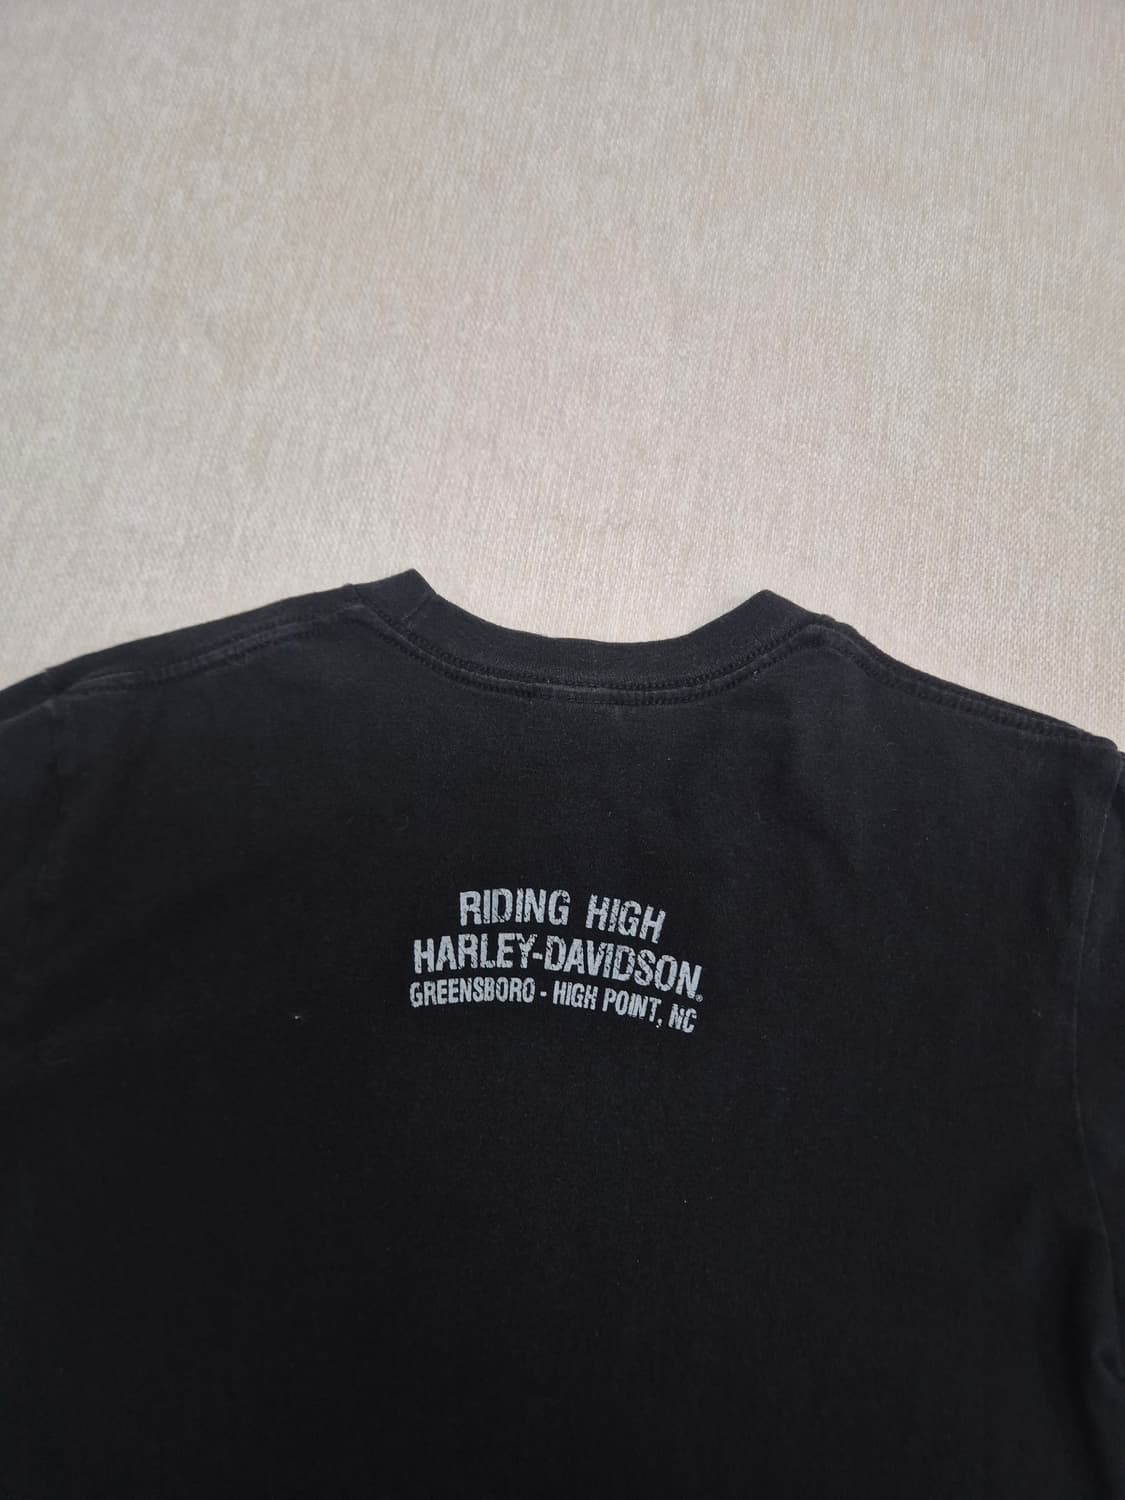 RIDING HIGH
HARLEY-DAVIDSON®
GREENSBORO - HIGH POINT, NC